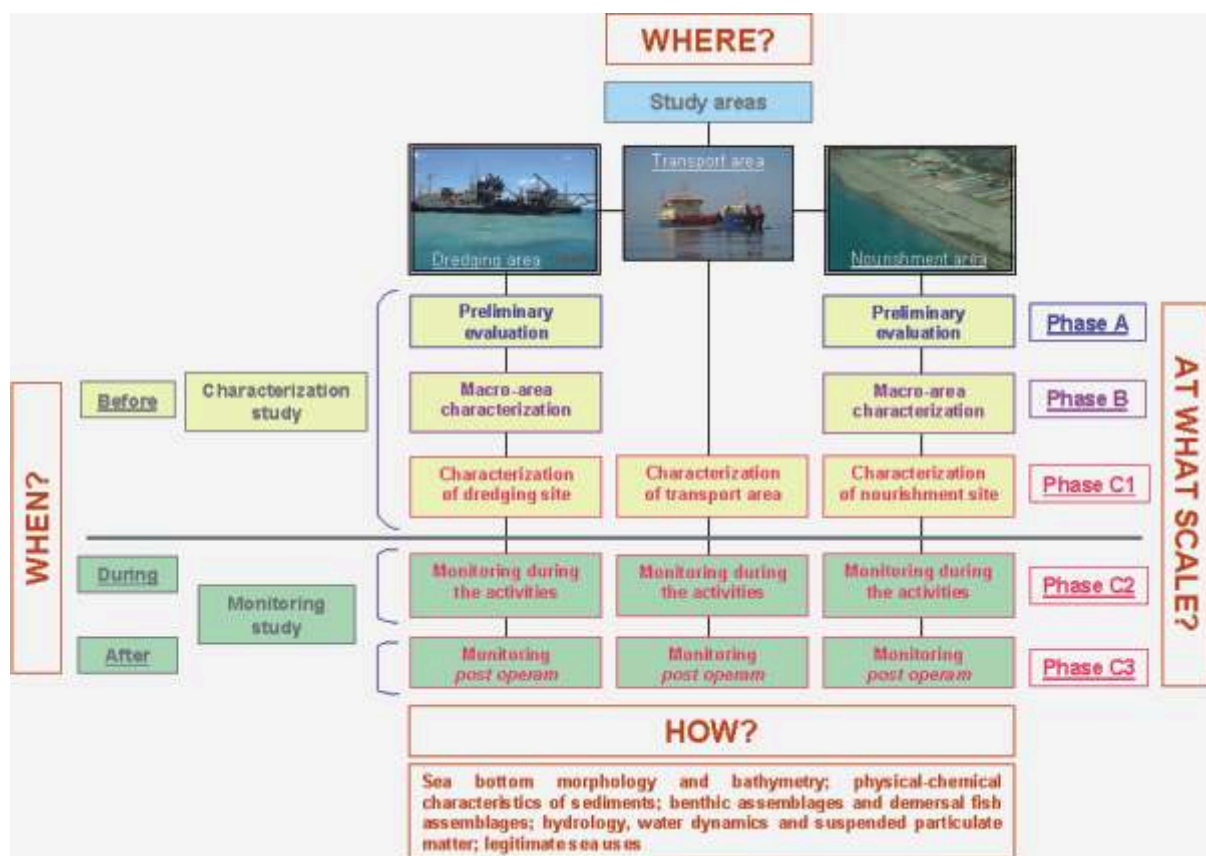 WHERE?
Study areas
Transport area
Dredging area
Nourishment area
Preliminary
evaluation
Preliminary
evaluation
Phase A
WHEN?
Before
Characterization
study
Macro-area
characterization
Macro-area
characterization
Phase B
AT WHAT SCALE?
Characterization
of dredging site
Characterization
of transport area
Characterization
of nourishment site
Phase C1
During
Monitoring
study
Monitoring during
the activities
Monitoring during
the activities
Monitoring during
the activities
Phase C2
After
Monitoring
post operam
Monitoring
post operam
Monitoring
post operam
Phase C3
HOW?
Sea bottom morphology and bathymetry; physical-chemical
characteristics of sediments; benthic assemblages and demersal fish
assemblages; hydrology, water dynamics and suspended particulate
matter; legitimate sea uses